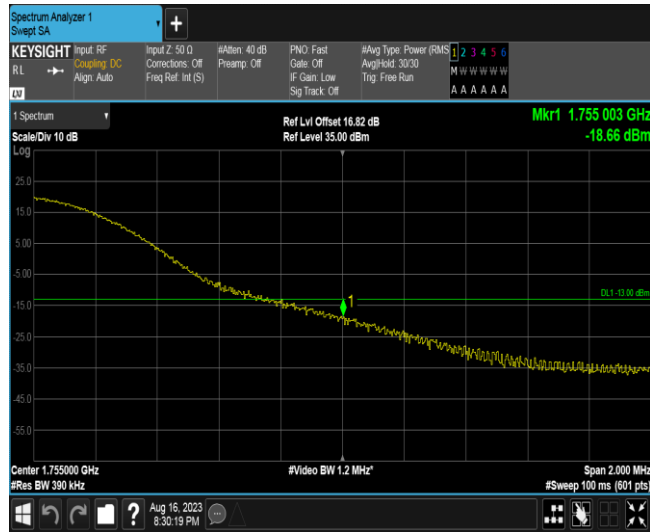 Spectrum Analyzer 1
Swept SA
+
KEYSIGHT
RL
LXI
Input: RF
Coupling: DC
Align: Auto
Input Z: 50 Ω
Corrections: Off
Freq Ref: Int (S)
#Atten: 40 dB
Preamp: Off
PNO: Fast
Gate: Off
IF Gain: Low
Sig Track: Off
#Avg Type: Power (RMS
Avg|Hold: 30/30
Trig: Free Run
1 2 3 4 5 6
M W W W W W
A A A A A A
1 Spectrum
Scale/Div 10 dB
Log
Ref Lvl Offset 16.82 dB
Ref Level 35.00 dBm
Mkr1 1.755 003 GHz
-18.66 dBm
25.0
15.0
5.00
-5.00
-15.0
-25.0
-35.0
-45.0
-55.0
DL1 -13.00 dBm
1
Center 1.755000 GHz
#Res BW 390 kHz
#Video BW 1.2 MHz*
Span 2.000 MHz
#Sweep 100 ms (601 pts)
?
Aug 16, 2023
8:30:19 PM